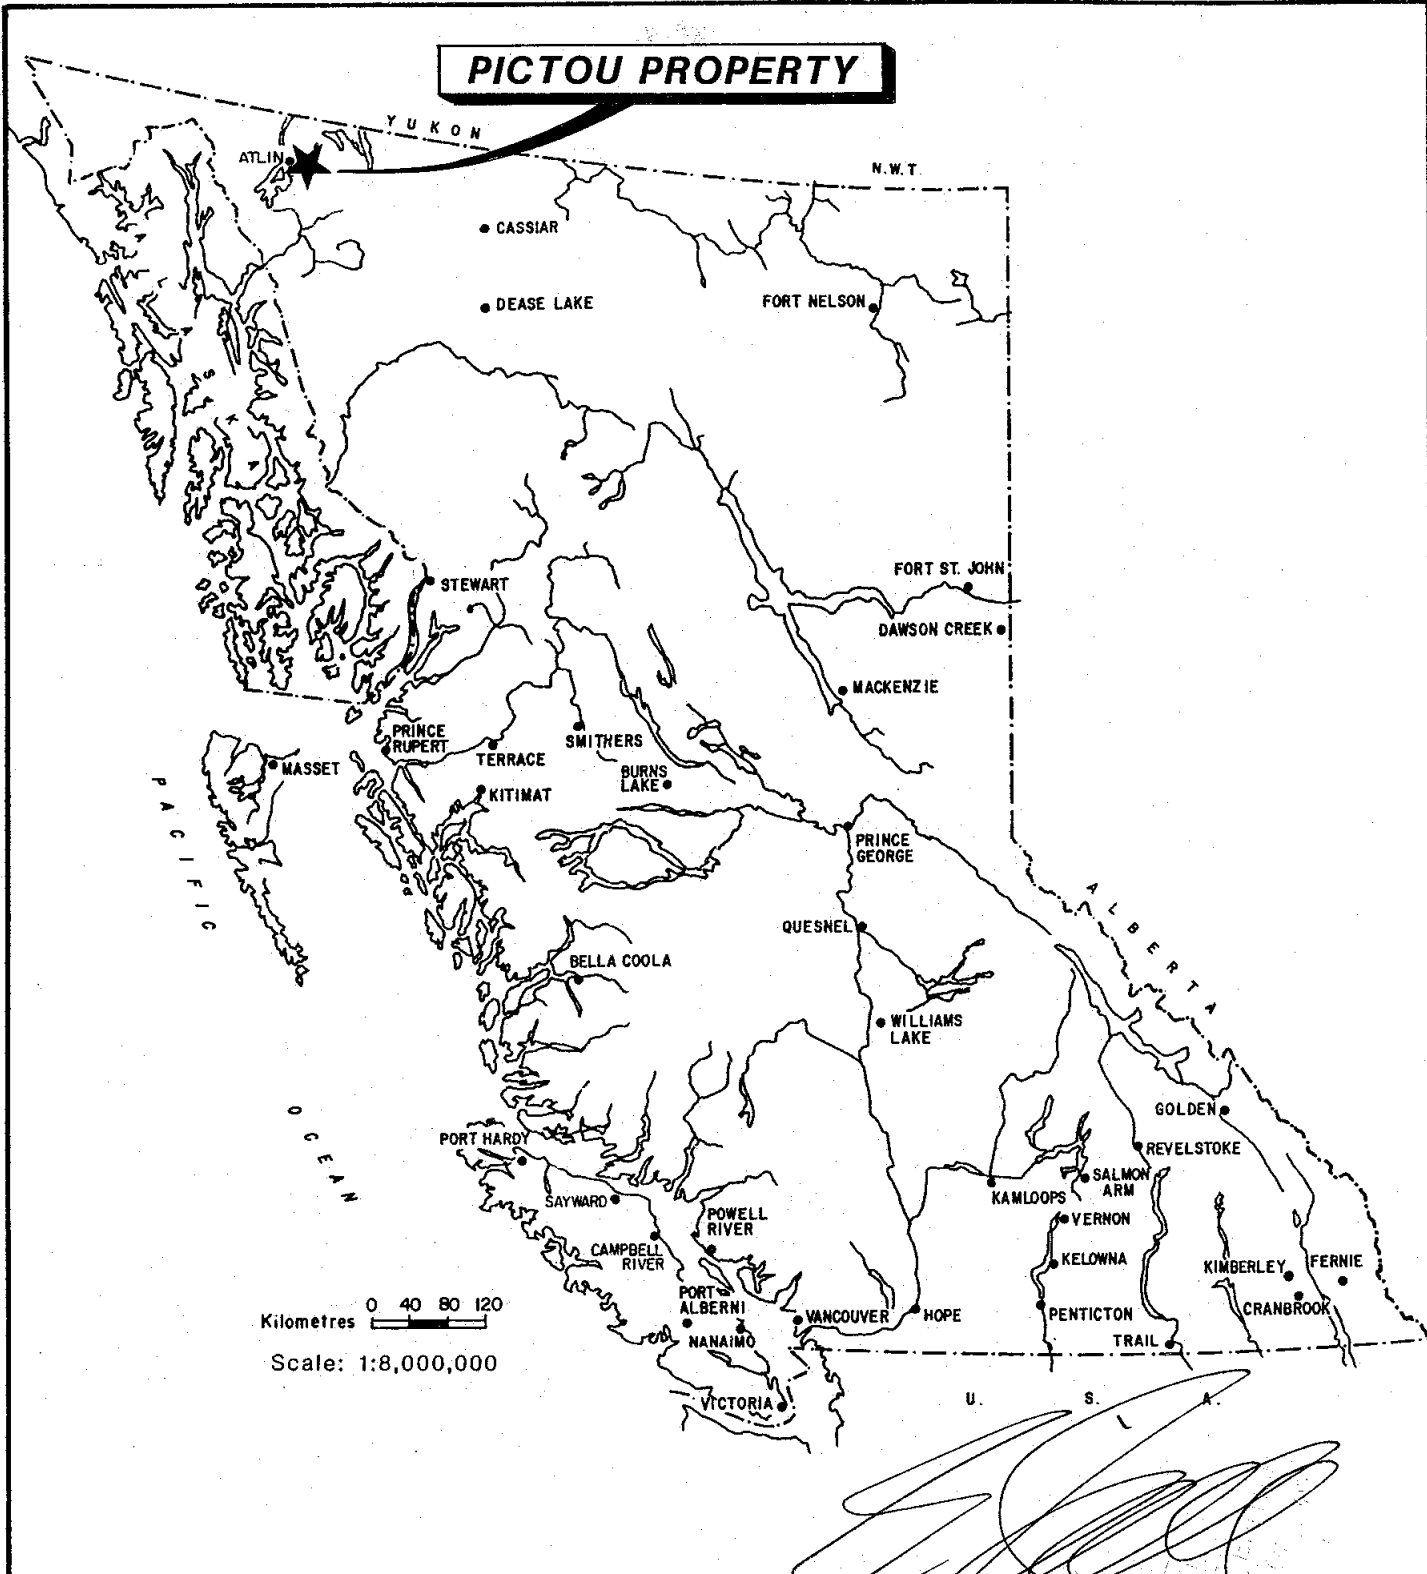 PICTOU PROPERTY
YUKON
N.W.T.
ATLIN
CASSIAR
DEASE LAKE
FORT NELSON
ALASKA
STEWART
FORT ST. JOHN
DAWSON CREEK
MACKENZIE
PRINCE
RUPERT
TERRACE
SMITHERS
MASSET
BURNS
LAKE
KITIMAT
PACIFIC
PRINCE
GEORGE
ALBERTA
QUESNEL
BELLA COOLA
WILLIAMS
LAKE
OCEAN
GOLDEN
PORT HARDY
REVELSTOKE
SALMON
ARM
KAMLOOPS
SAYWARD
POWELL
RIVER
VERNON
CAMPBELL
RIVER
KELOWNA
KIMBERLEY
FERNIE
PORT
ALBERNI
CRANBROOK
VANCOUVER
HOPE
PENTICTON
NANAIMO
TRAIL
Kilometres
0 40 80 120
Scale: 1:8,000,000
VICTORIA
U. S. A.